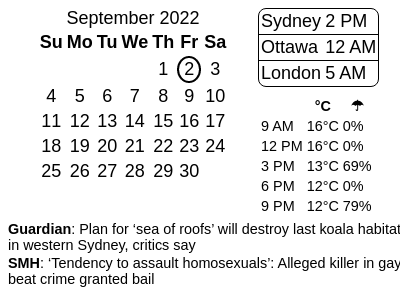 September 2022
Su Mo Tu We Th Fr Sa
1 2 3
4 5 6 7 8 9 10
11 12 13 14 15 16 17
18 19 20 21 22 23 24
25 26 27 28 29 30
Sydney 2 PM
Ottawa 12 AM
London 5 AM
°C ☂
9 AM 16°C 0%
12 PM 16°C 0%
3 PM 13°C 69%
6 PM 12°C 0%
9 PM 12°C 79%
Guardian: Plan for ‘sea of roofs’ will destroy last koala habitat
in western Sydney, critics say
SMH: ‘Tendency to assault homosexuals’: Alleged killer in gay
beat crime granted bail